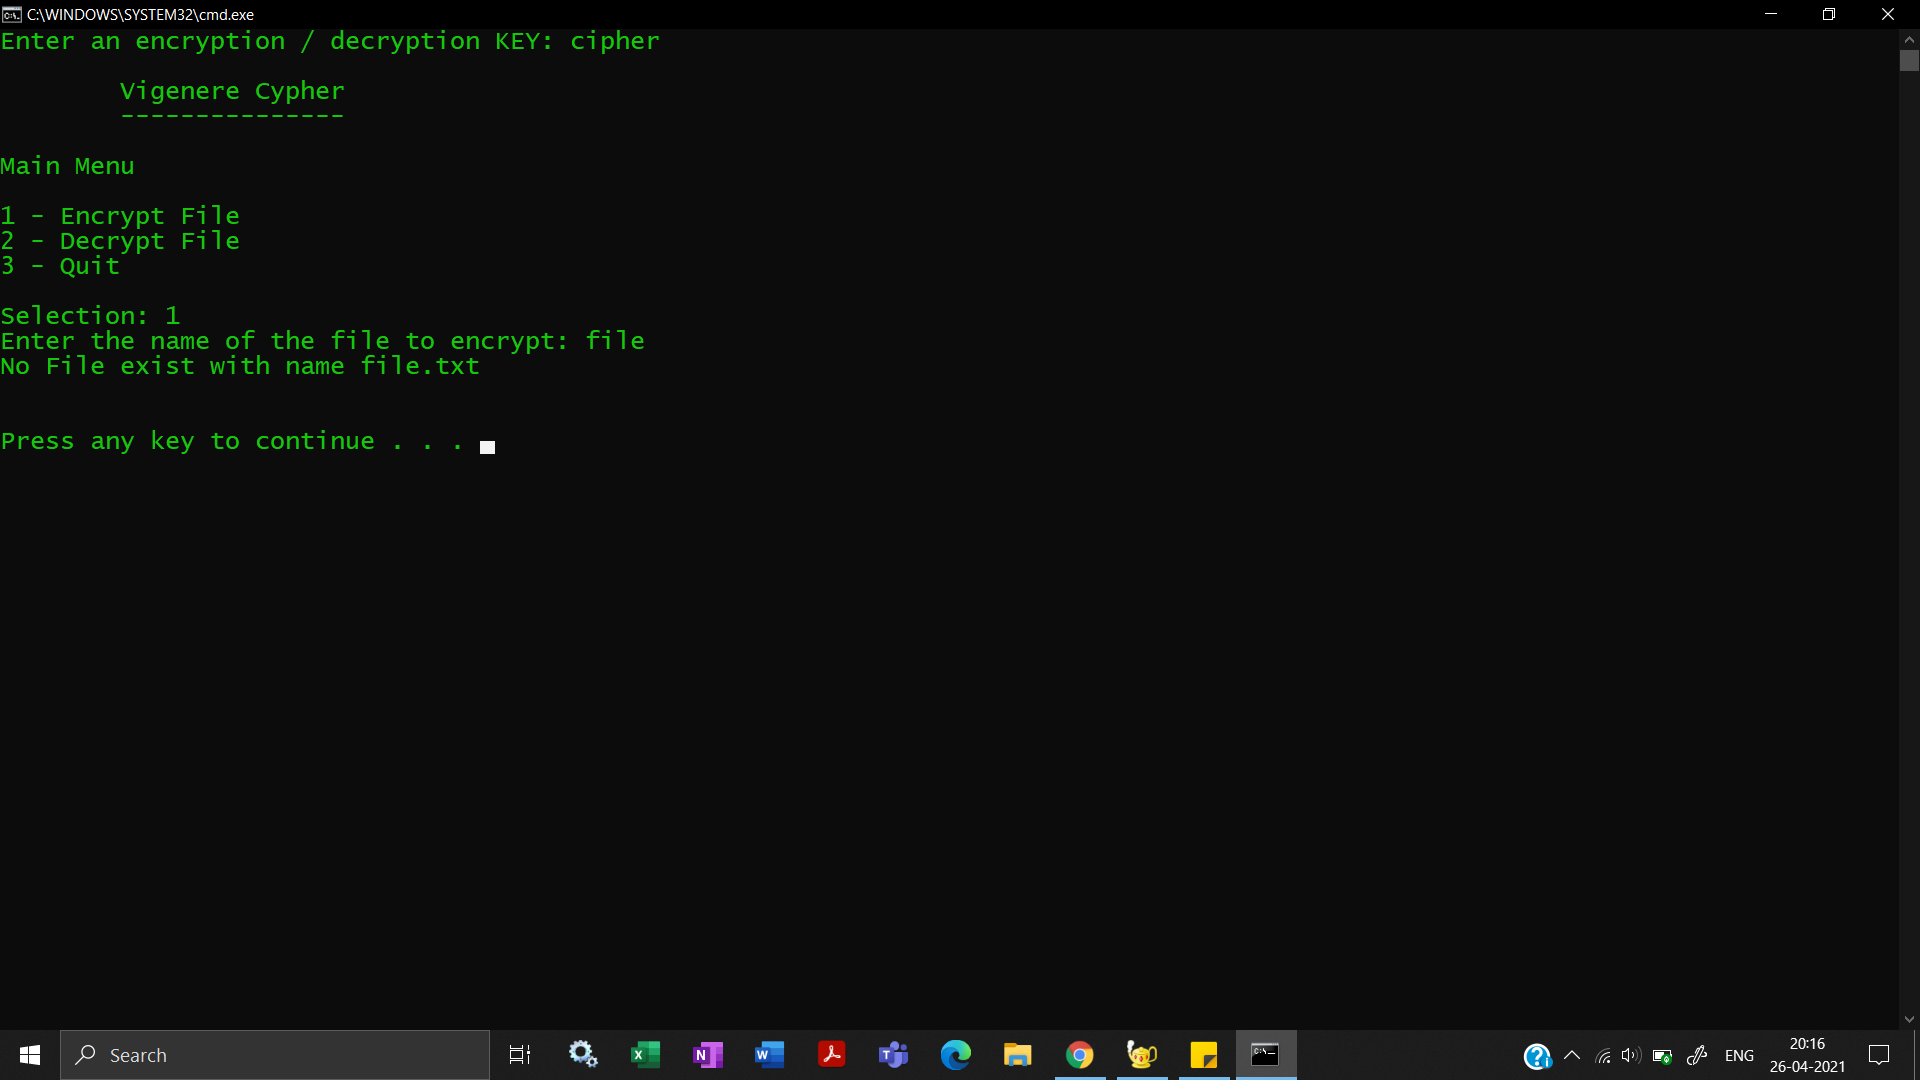 C:\WINDOWS\SYSTEM32\cmd.exe
Enter an encryption / decryption KEY: cipher
Vigenere Cypher
---------------
Main Menu
1 - Encrypt File
2 - Decrypt File
3 - Quit
Selection: 1
Enter the name of the file to encrypt: file
No File exist with name file.txt
Press any key to continue . . .
Search
ENG
20:16
26-04-2021